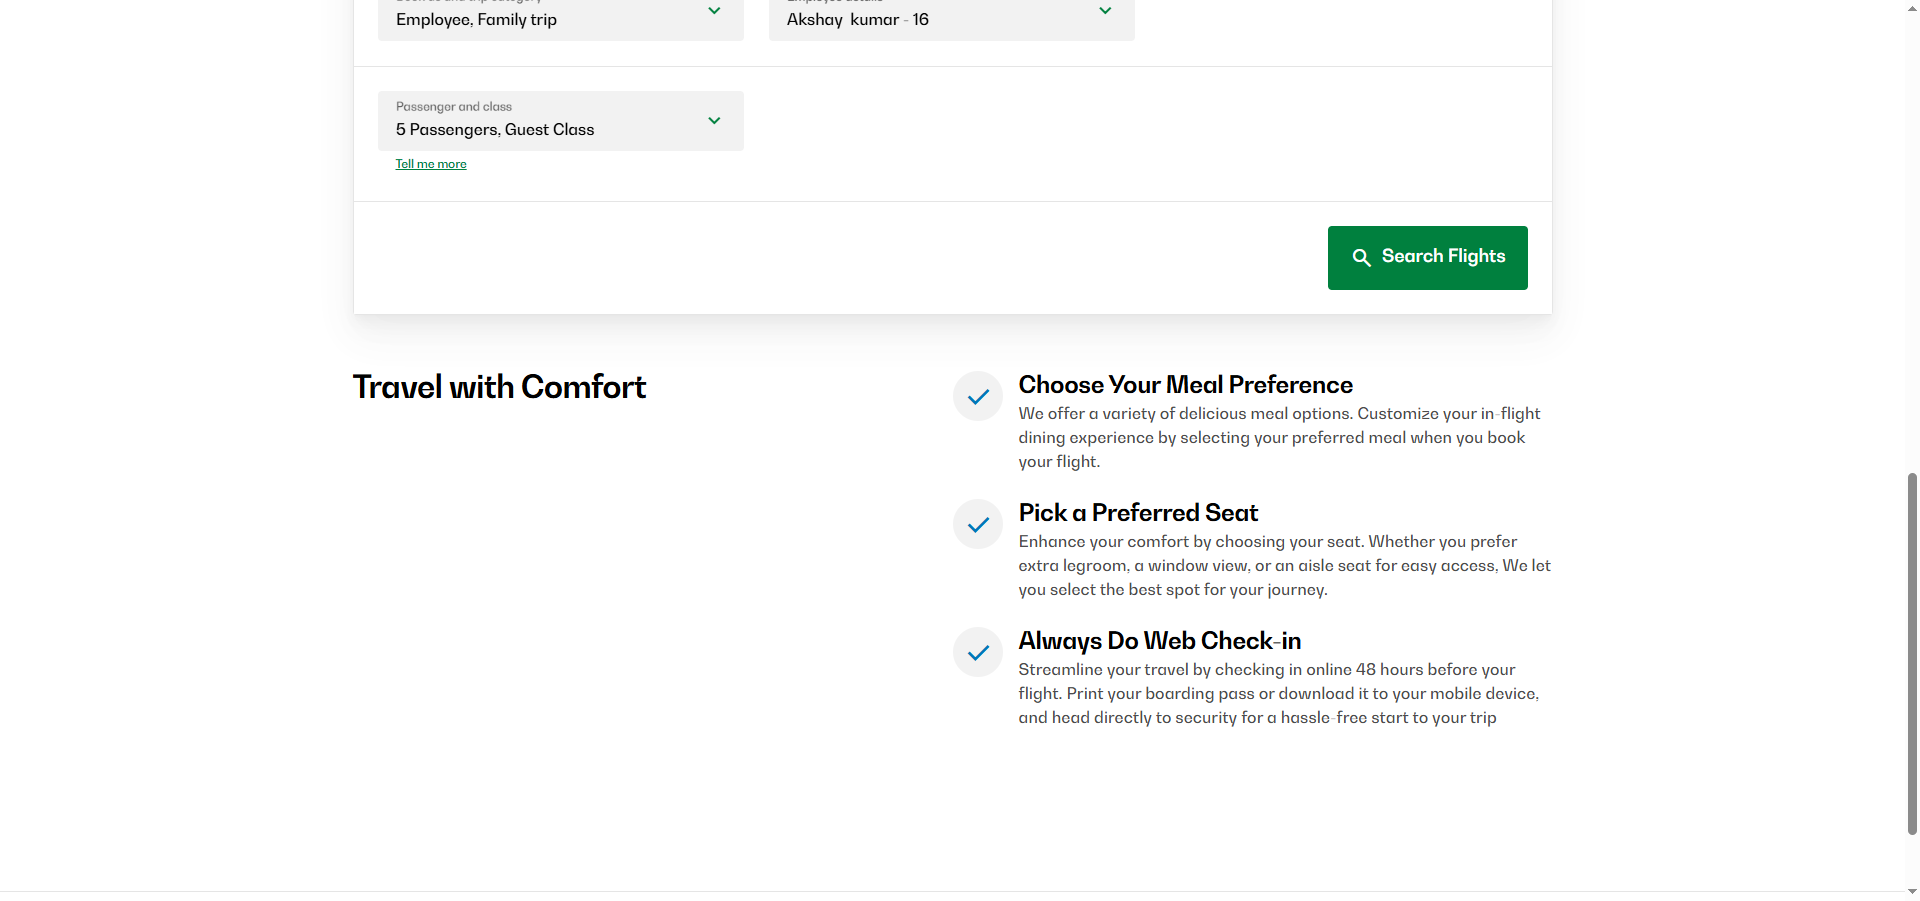 Employee, Family trip
Akshay  kumar - 16
Passenger and class
5 Passengers, Guest Class
Tell me more
Search Flights
Travel with Comfort
Choose Your Meal Preference
We offer a variety of delicious meal options. Customize your in-flight
dining experience by selecting your preferred meal when you book
your flight.
Pick a Preferred Seat
Enhance your comfort by choosing your seat. Whether you prefer
extra legroom, a window view, or an aisle seat for easy access, We let
you select the best spot for your journey.
Always Do Web Check-in
Streamline your travel by checking in online 48 hours before your
flight. Print your boarding pass or download it to your mobile device,
and head directly to security for a hassle-free start to your trip